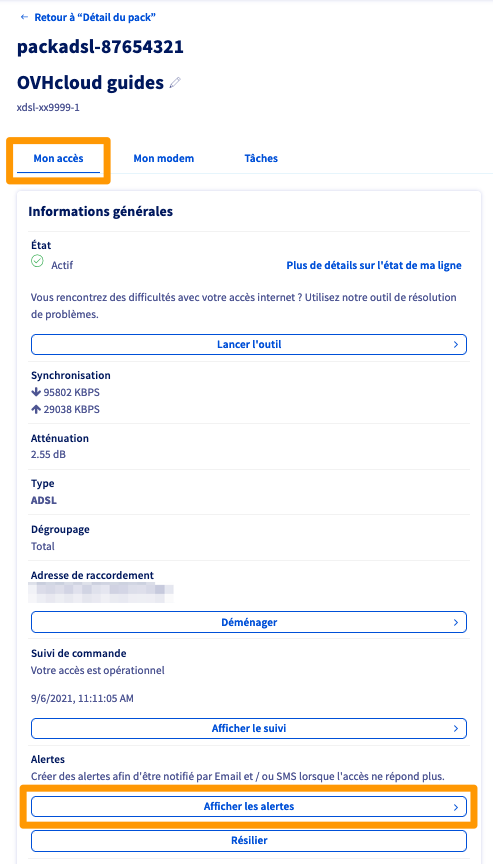 ← Retour à “Détail du pack”
packadsl-87654321
OVHcloud guides
xdsl-xx9999-1
Mon accès Mon modem Tâches
Informations générales
État
Actif Plus de détails sur l'état de ma ligne
Vous rencontrez des difficultés avec votre accès internet ? Utilisez notre outil de résolution
de problèmes.
Lancer l'outil
Synchronisation
95802 KBPS
29038 KBPS
Atténuation
2.55 dB
Type
ADSL
Dégroupage
Total
Adresse de raccordement
Déménager
Suivi de commande
Votre accès est opérationnel
9/6/2021, 11:11:05 AM
Afficher le suivi
Alertes
Créer des alertes afin d'être notifié par Email et / ou SMS lorsque l'accès ne répond plus.
Afficher les alertes
Résilier